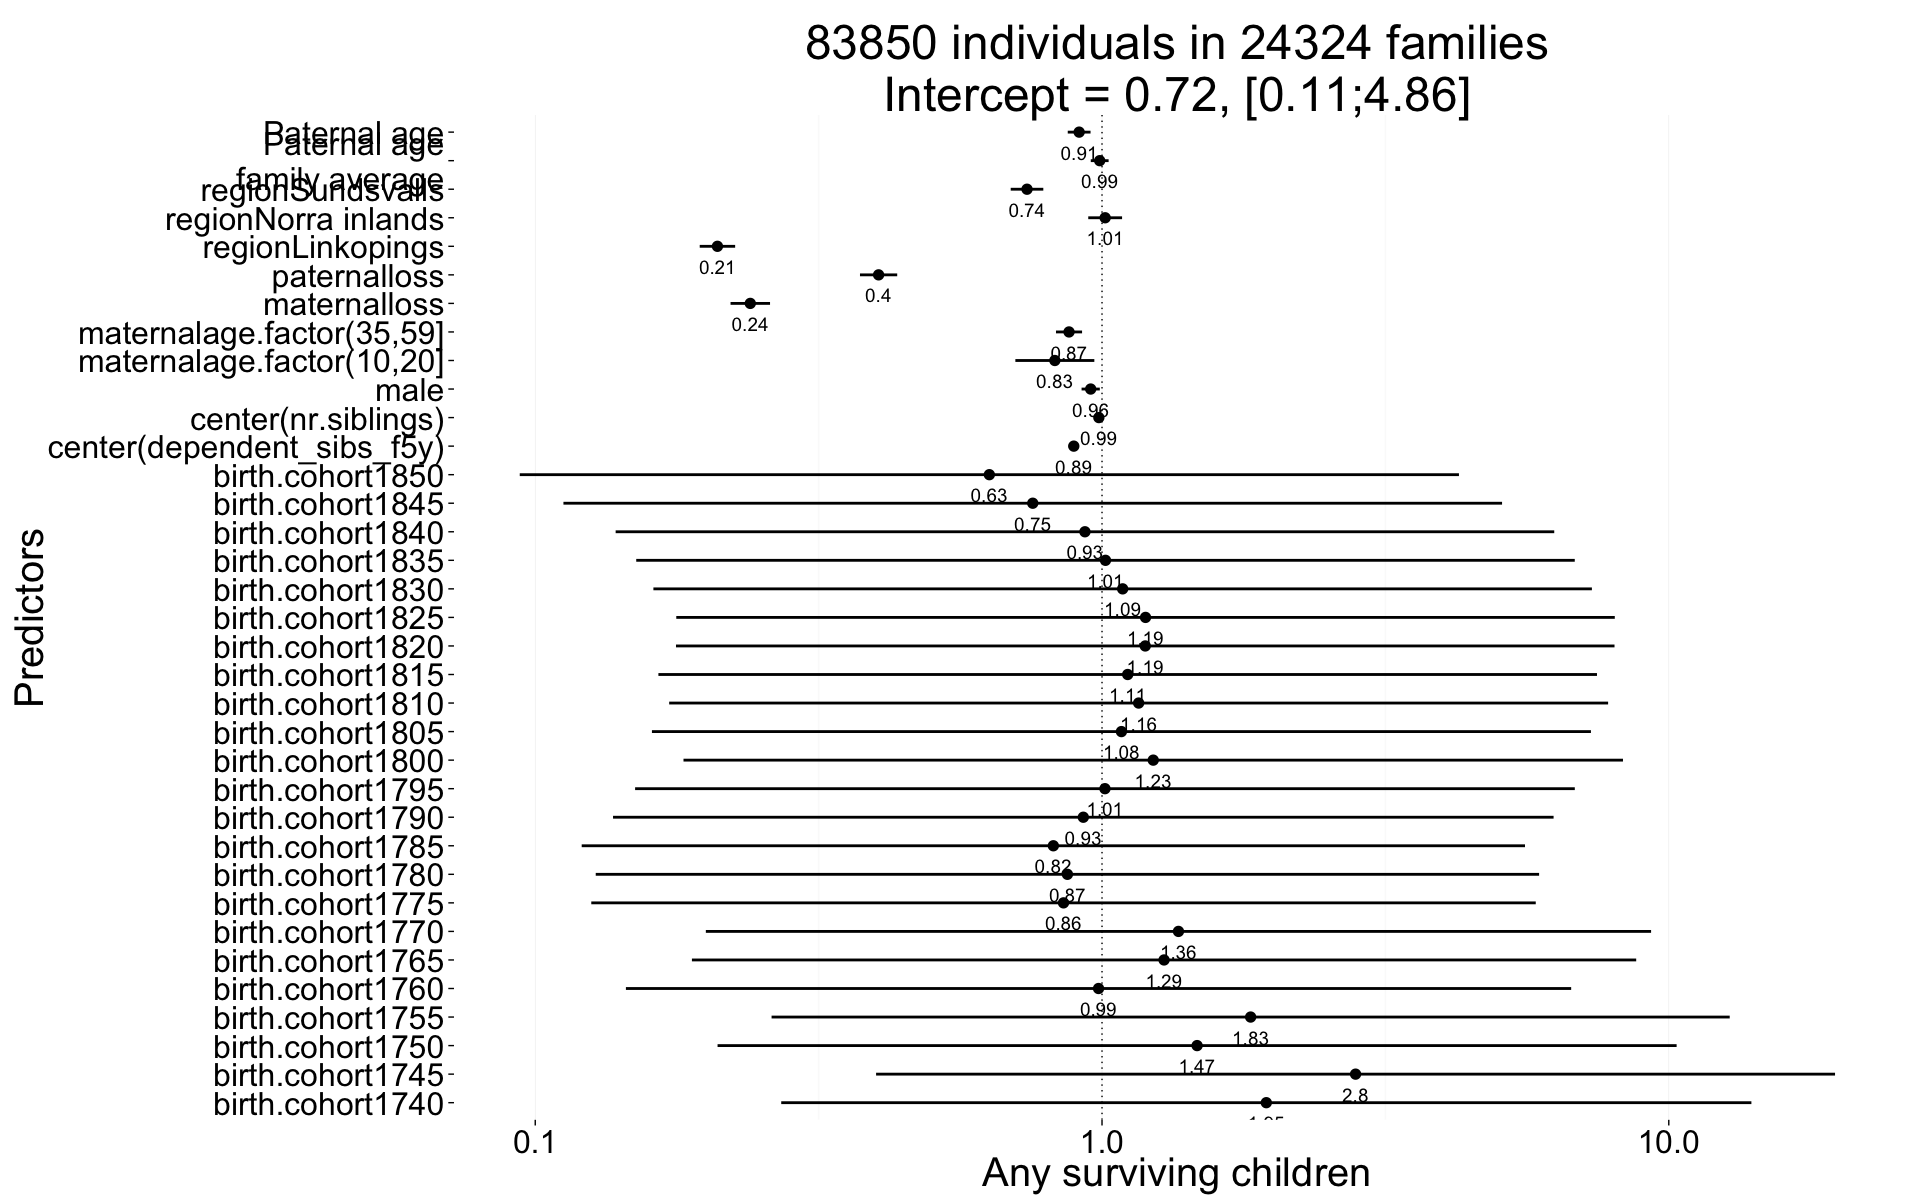 83850 individuals in 24324 families
Intercept = 0.72, [0.11;4.86]
Paternal age
Paternal age
family average
regionSundsvalls
regionNorra inlands
regionLinkopings
paternalloss
maternalloss
maternalage.factor(35,59]
maternalage.factor(10,20]
male
center(nr.siblings)
center(dependent_sibs_f5y)
birth.cohort1850
birth.cohort1845
birth.cohort1840
birth.cohort1835
birth.cohort1830
birth.cohort1825
birth.cohort1820
birth.cohort1815
birth.cohort1810
birth.cohort1805
birth.cohort1800
birth.cohort1795
birth.cohort1790
birth.cohort1785
birth.cohort1780
birth.cohort1775
birth.cohort1770
birth.cohort1765
birth.cohort1760
birth.cohort1755
birth.cohort1750
birth.cohort1745
birth.cohort1740
Predictors
0.91
0.99
0.74
1.01
0.21
0.4
0.24
0.87
0.83
0.96
0.99
0.89
0.63
0.75
0.93
1.01
1.09
1.19
1.19
1.11
1.16
1.08
1.23
1.01
0.93
0.82
0.87
0.86
1.36
1.29
0.99
1.83
1.47
2.8
0.1
1.0
10.0
Any surviving children